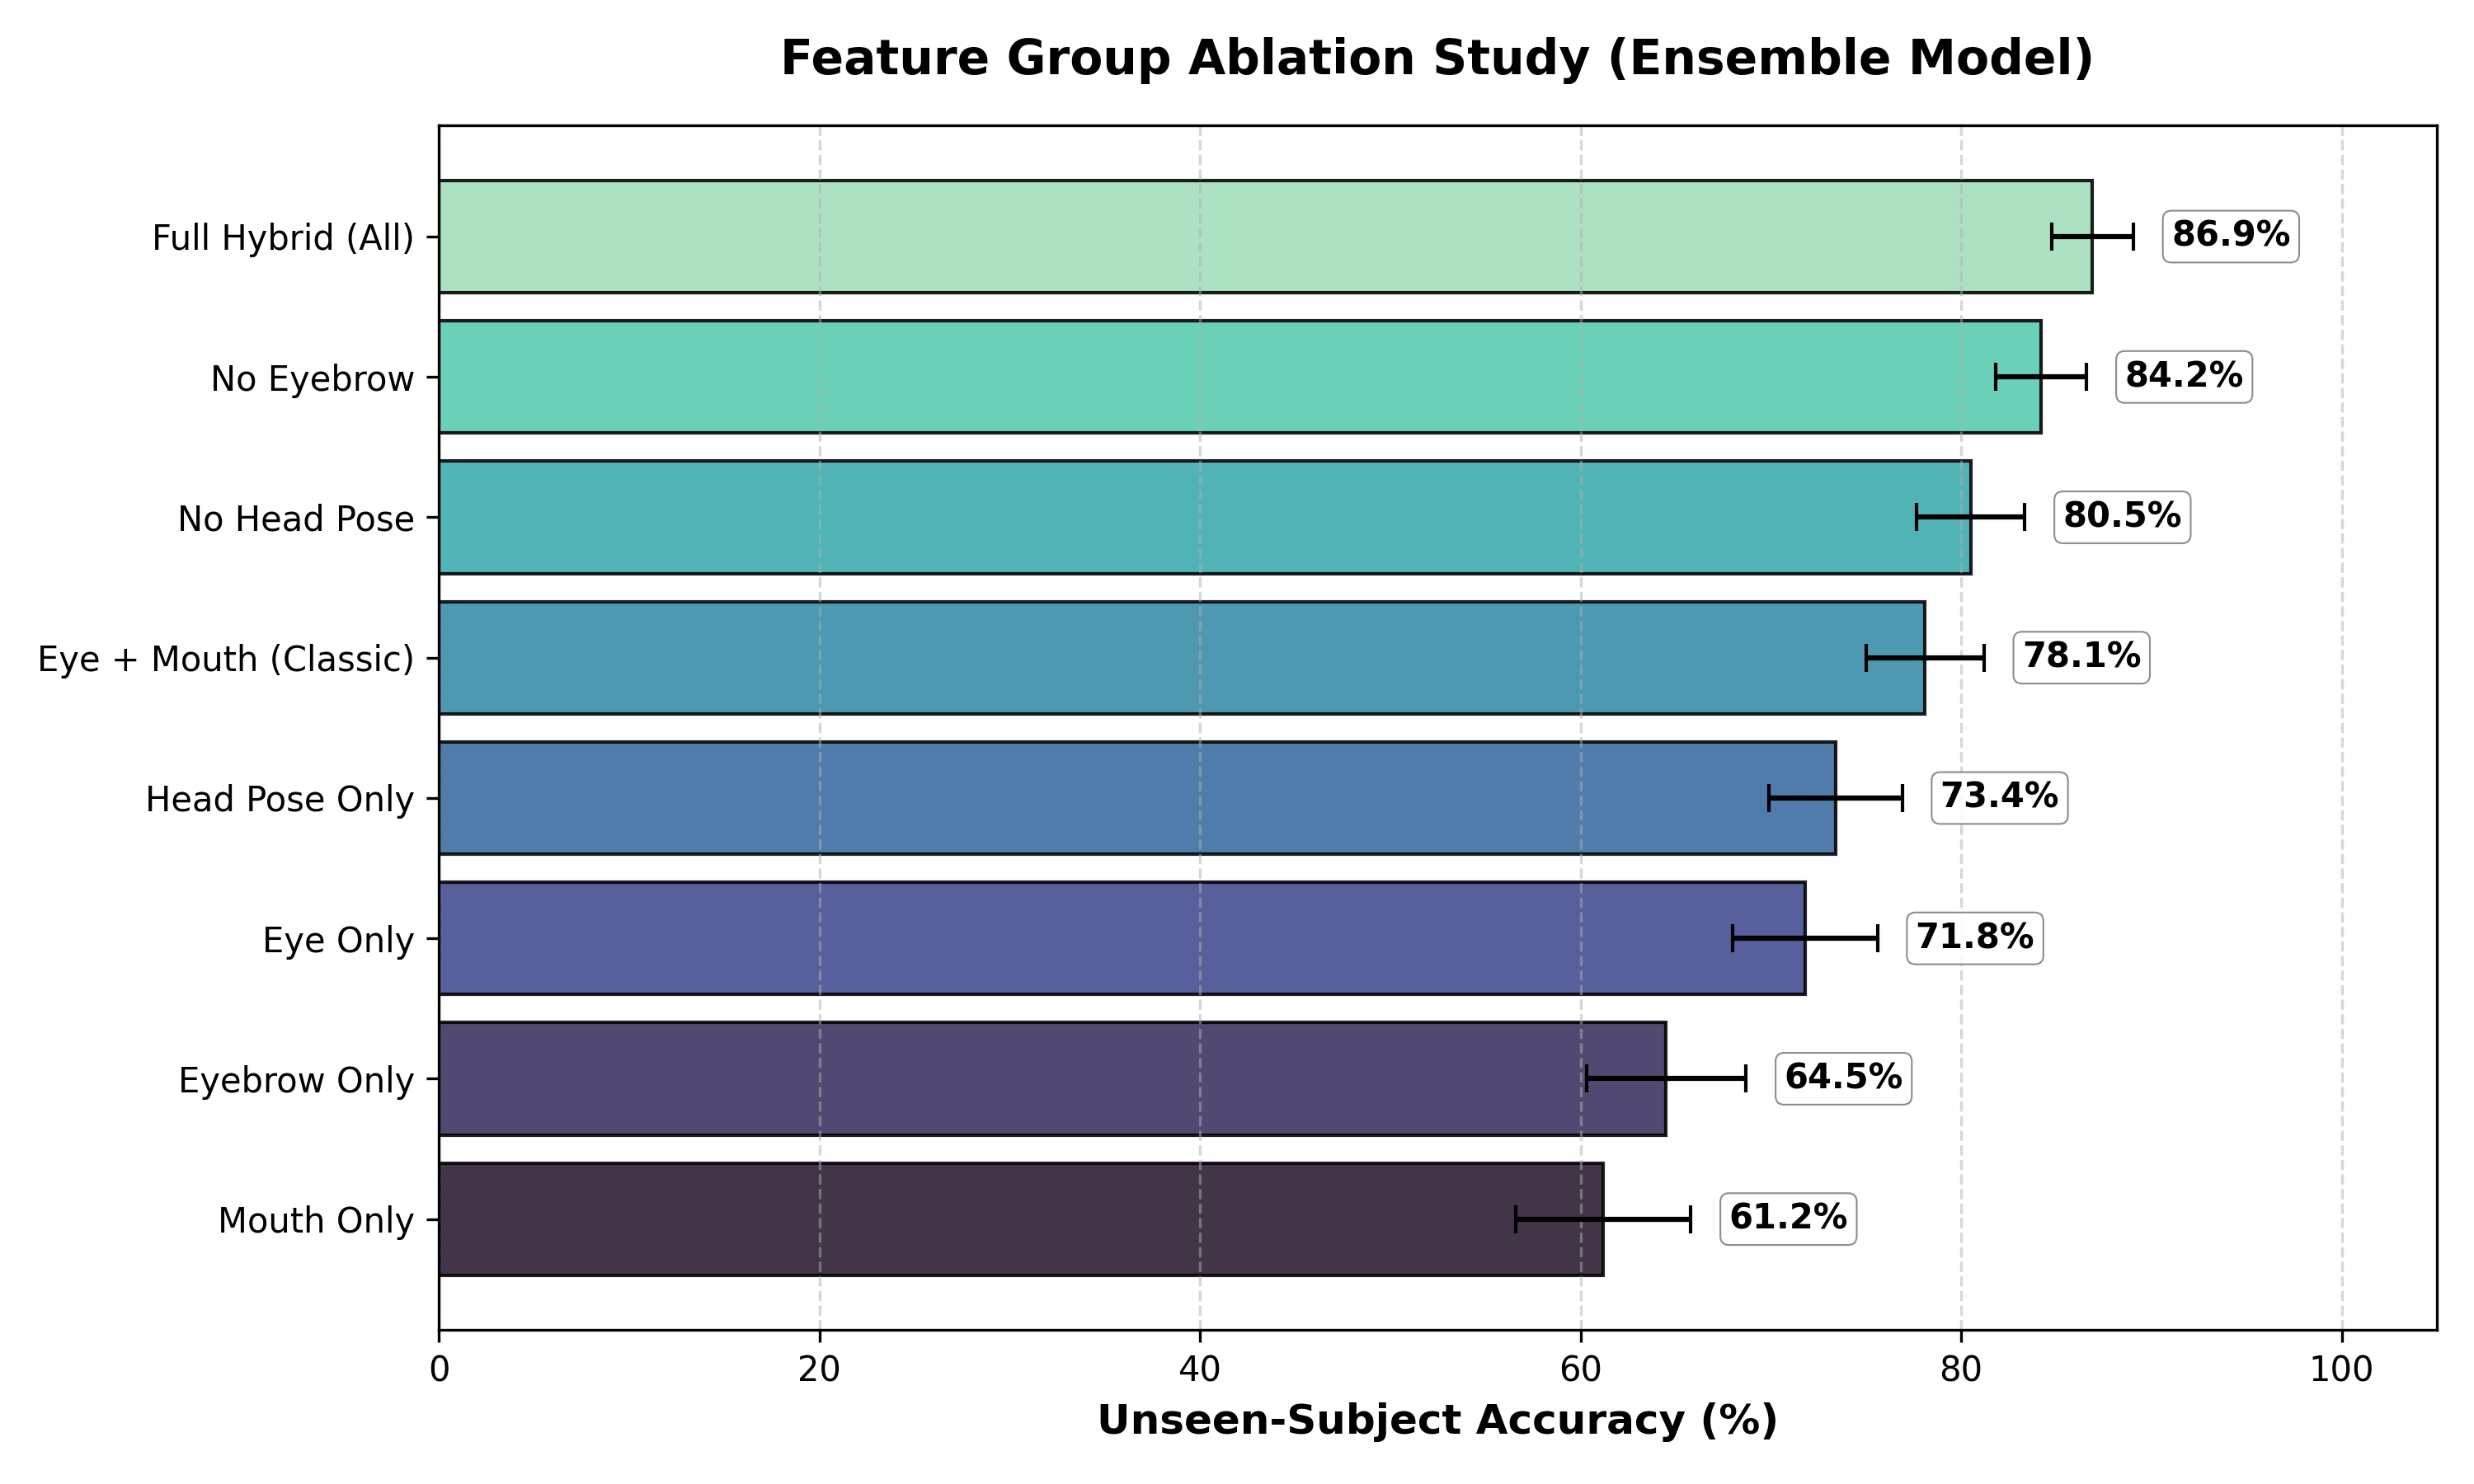 Feature Group Ablation Study (Ensemble Model)
Full Hybrid (All)
86.9%
No Eyebrow
84.2%
No Head Pose
80.5%
Eye + Mouth (Classic)
78.1%
Head Pose Only
73.4%
Eye Only
71.8%
Eyebrow Only
64.5%
Mouth Only
61.2%
0 20 40 60 80 100
Unseen-Subject Accuracy (%)